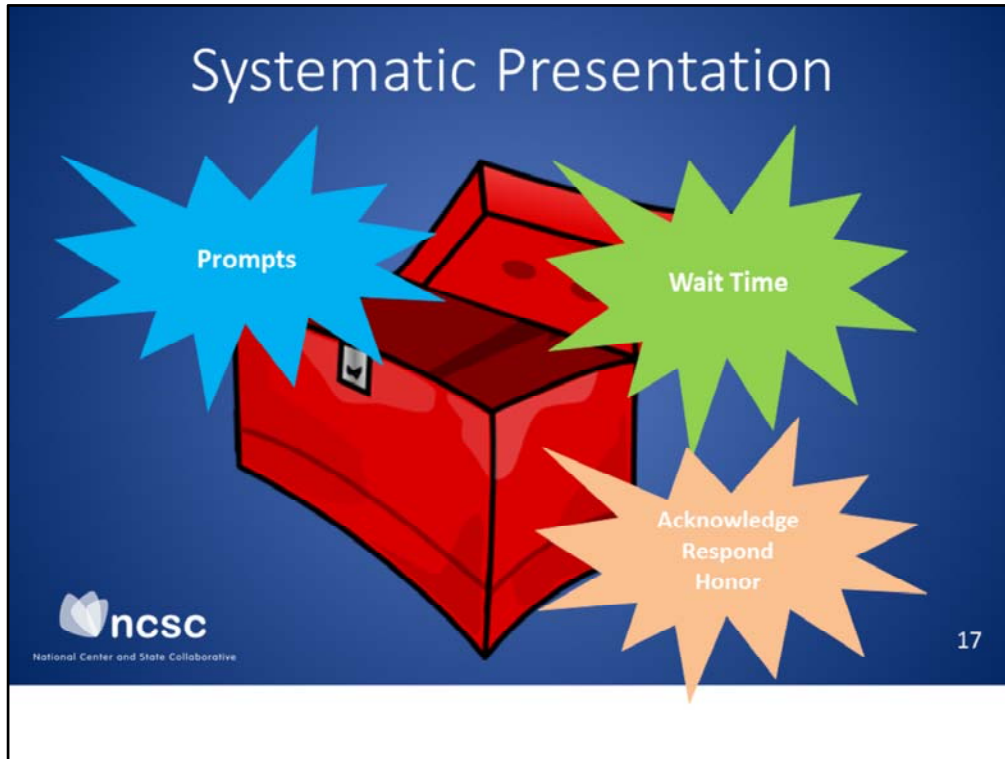 Systematic Presentation
Prompts
Wait Time
Acknowledge
Respond
Honor
ncsc
National Center and State Collaborative
17